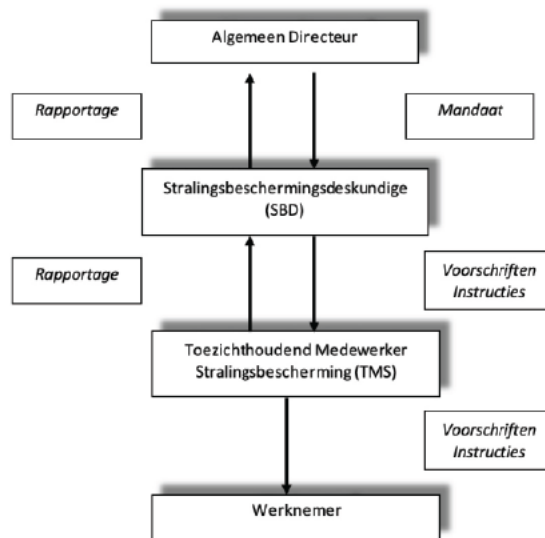 Algemeen Directeur
Rapportage
Mandaat
Stralingsbeschermingsdeskundige
(SBD)
Rapportage
Voorschriften
Instructies
Toezichthoudend Medewerker
Stralingsbescherming (TMS)
Voorschriften
Instructies
Werknemer